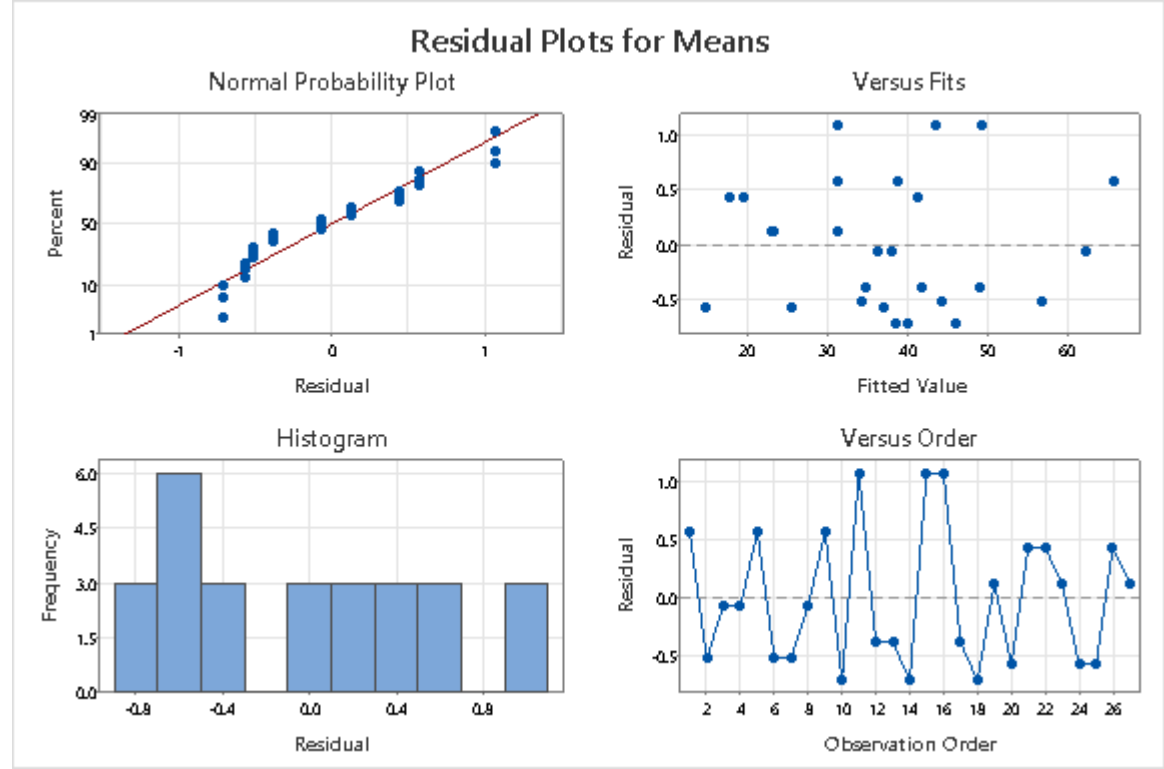 Residual Plots for Means
Normal Probability Plot
99
90
50
10
1
Percent
-1 0 1
Residual
Versus Fits
1.0
0.5
0.0
-0.5
Residual
20 30 40 50 60
Fitted Value
Histogram
6.0
4.5
3.0
1.5
0.0
Frequency
-0.8 -0.4 0.0 0.4 0.8
Residual
Versus Order
1.0
0.5
0.0
-0.5
Residual
2 4 6 8 10 12 14 16 18 20 22 24 26
Observation Order